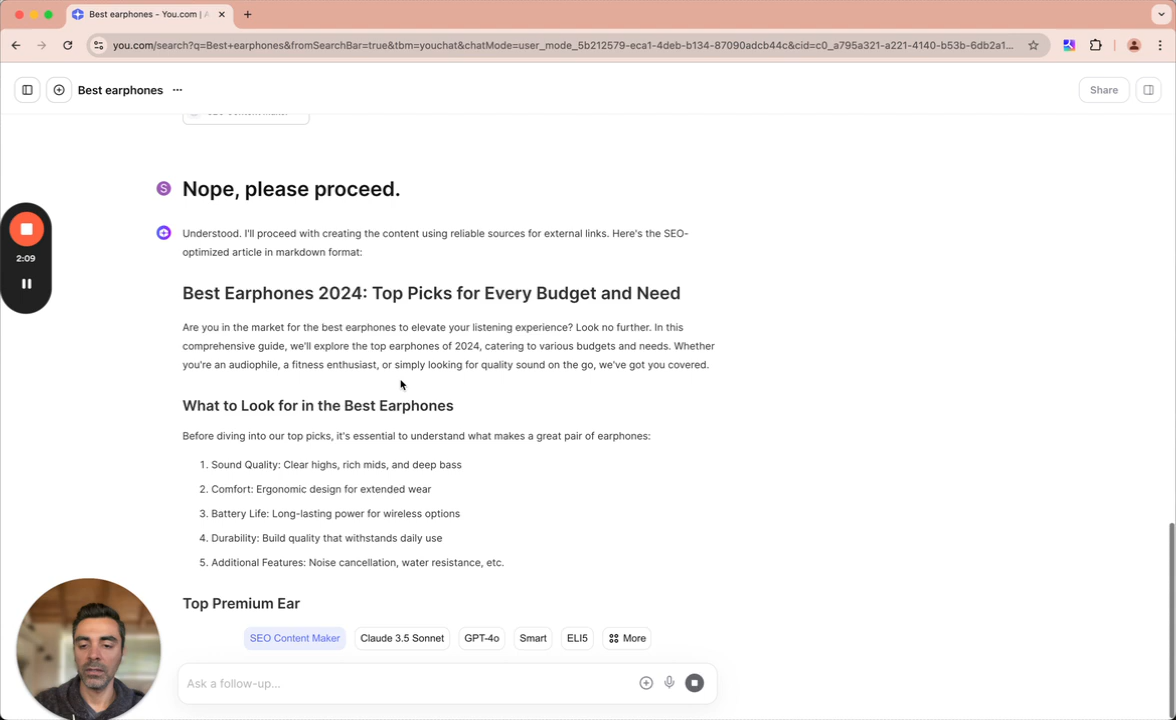 Best earphones – You.com | A
you.com/search?q=Best+earphones&fromSearchBar=true&tbm=youchat&chatMode=user_mode_5b212579-eca1-4deb-b134-87090adcb44c&cid=c0_a795a321-a221-4140-b53b-6db2a1...
Best earphones
Share
SEO Content Maker
S
Nope, please proceed.
Understood. I'll proceed with creating the content using reliable sources for external links. Here's the SEO-
optimized article in markdown format:
Best Earphones 2024: Top Picks for Every Budget and Need
Are you in the market for the best earphones to elevate your listening experience? Look no further. In this
comprehensive guide, we'll explore the top earphones of 2024, catering to various budgets and needs. Whether
you're an audiophile, a fitness enthusiast, or simply looking for quality sound on the go, we've got you covered.
2:09
What to Look for in the Best Earphones
Before diving into our top picks, it's essential to understand what makes a great pair of earphones:
1. Sound Quality: Clear highs, rich mids, and deep bass
2. Comfort: Ergonomic design for extended wear
3. Battery Life: Long-lasting power for wireless options
4. Durability: Build quality that withstands daily use
5. Additional Features: Noise cancellation, water resistance, etc.
Top Premium Ear
SEO Content Maker Claude 3.5 Sonnet GPT-4o Smart ELI5 More
Ask a follow-up...